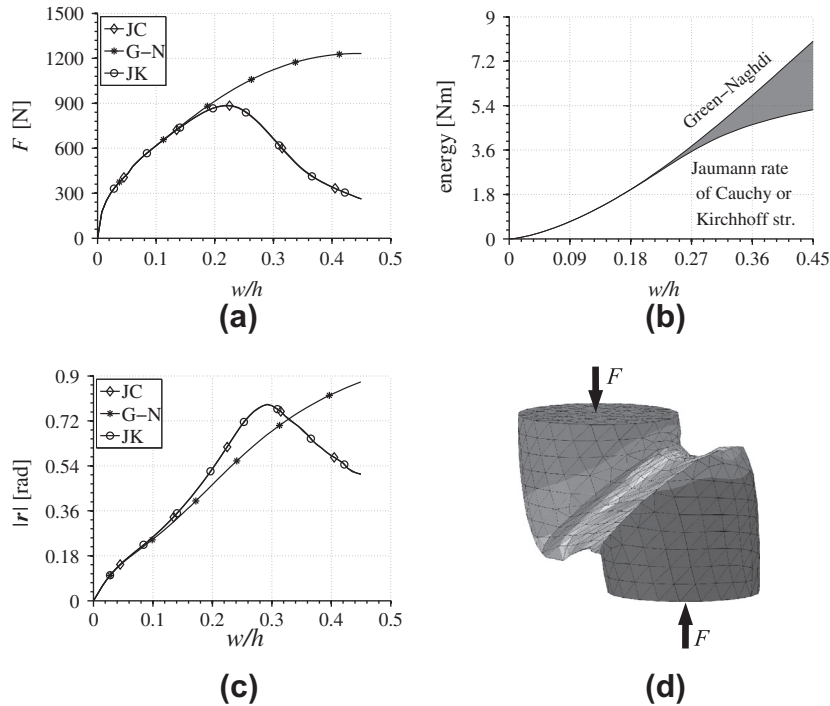 1500
1200
900
600
300
0
F [N]
JC
G–N
JK
0 0.1 0.2 0.3 0.4 0.5
w/h
(a)
9
7.2
5.4
3.6
1.8
0
energy [Nm]
Green–Naghdi
Jaumann rate
of Cauchy or
Kirchhoff str.
0 0.09 0.18 0.27 0.36 0.45
w/h
(b)
0.9
0.72
0.54
0.36
0.18
0
|r| [rad]
JC
G–N
JK
0 0.1 0.2 0.3 0.4 0.5
w/h
(c)
F
F
(d)